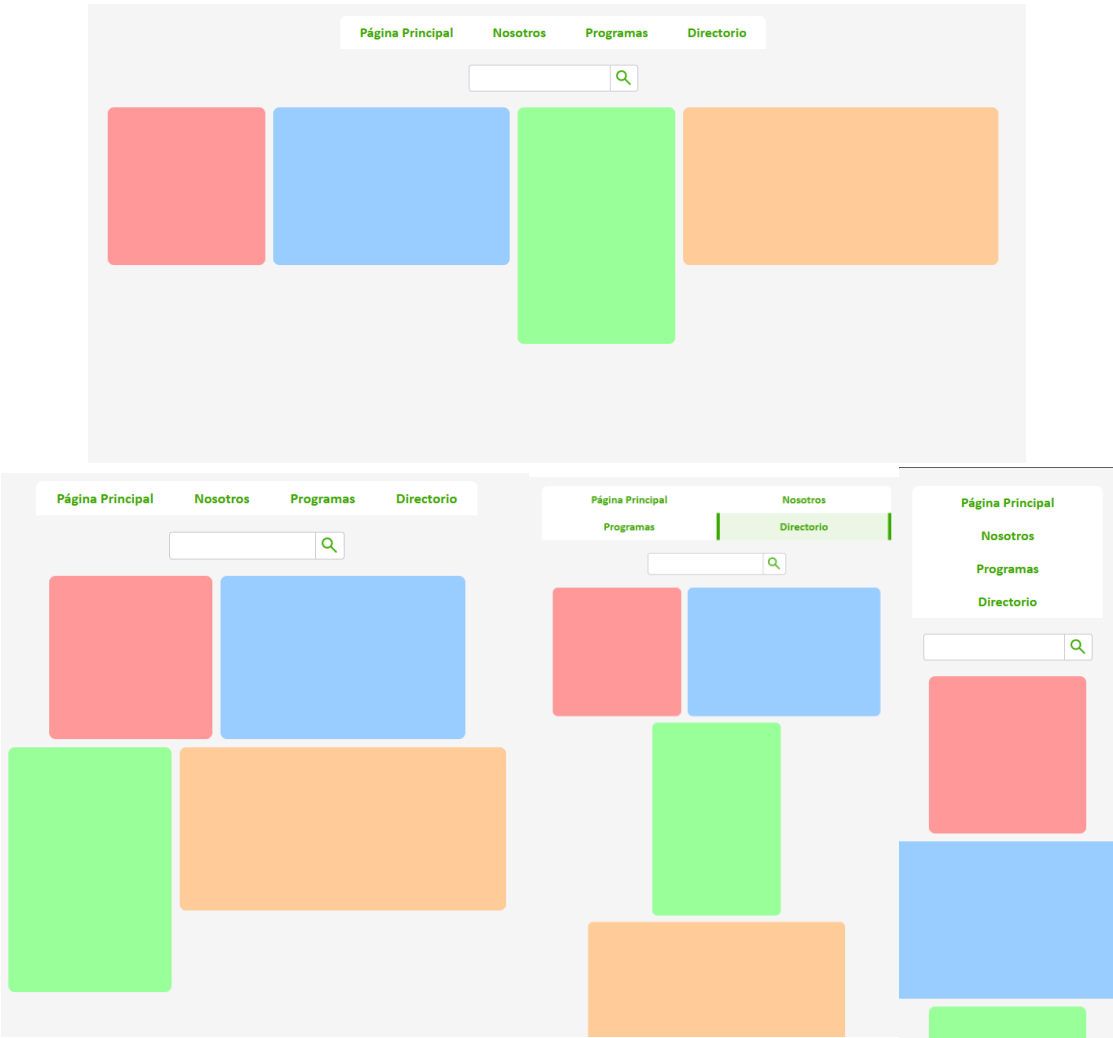 Página Principal Nosotros Programas Directorio
Página Principal Nosotros Programas Directorio
Página Principal Nosotros
Programas Directorio
Página Principal
Nosotros
Programas
Directorio